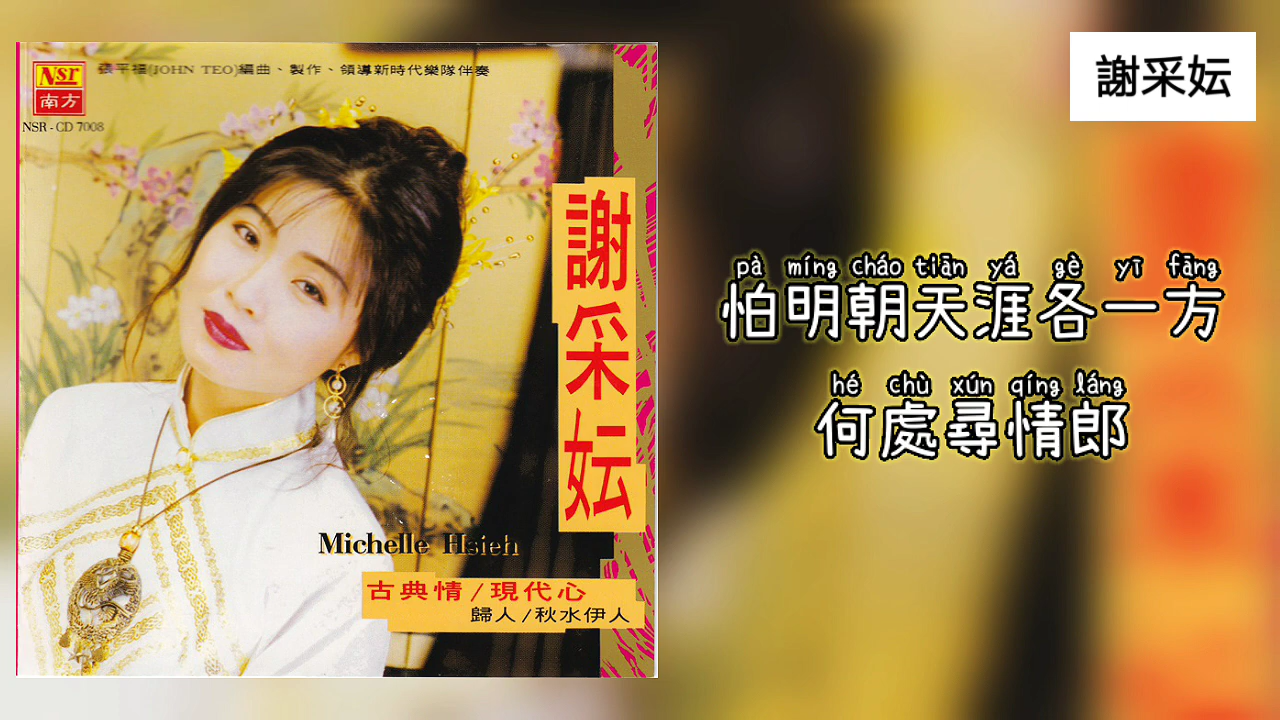 張平福(JOHN TEO)編曲、製作、領導新時代樂隊伴奏
Nsr
南方
NSR - CD 7008
謝采妘
Michelle Hsieh
古典情/現代心
歸人/秋水伊人
謝采妘
pà míng cháo tiān yá gè yī fāng
怕明朝天涯各一方
hé chù xún qíng láng
何處尋情郎